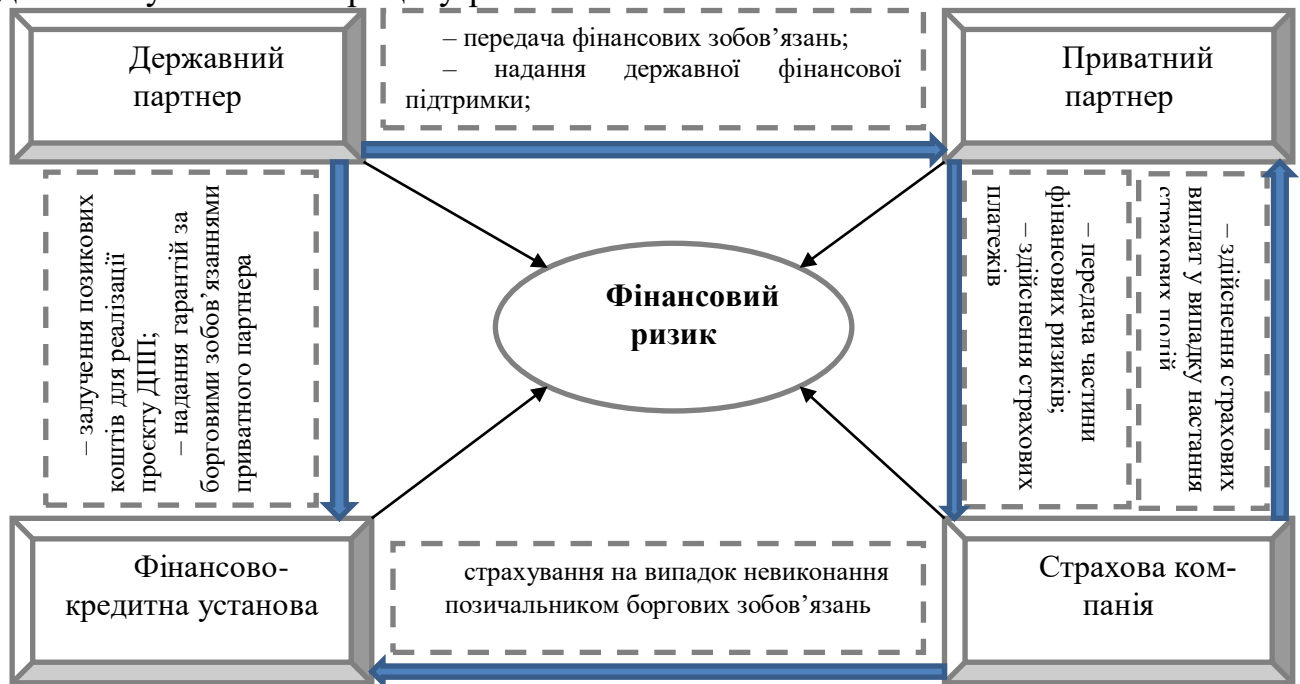 Державний
партнер
– передача фінансових зобов’язань;
– надання державної фінансової
підтримки;
Приватний
партнер
– залучення позикових
коштів для реалізації
проєкту ДПП;
– надання гарантій за
борговими зобов’язаннями
приватного партнера
Фінансовий
ризик
– передача частини
фінансових ризиків;
– здійснення страхових
платежів
– здійснення страхових
виплат у випадку настання
страхових подій
Фінансово-
кредитна установа
страхування на випадок невиконання
позичальником боргових зобов’язань
Страхова ком-
панія